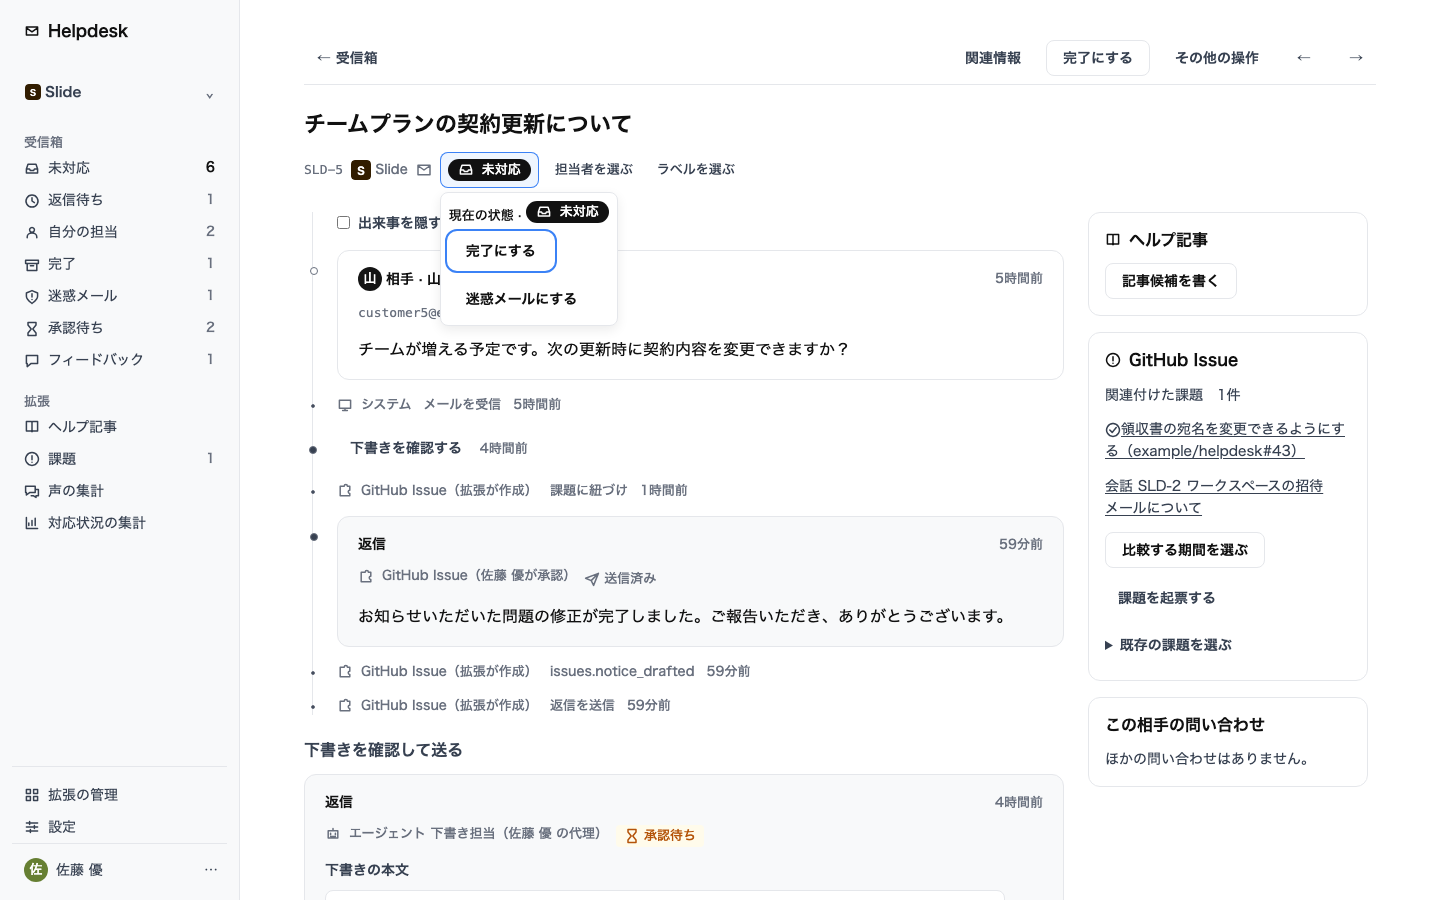 Helpdesk
S Slide
受信箱
未対応 6
返信待ち 1
自分の担当 2
完了 1
迷惑メール 1
承認待ち 2
フィードバック 1
拡張
ヘルプ記事
課題 1
声の集計
対応状況の集計
拡張の管理
設定
佐 佐藤 優 …
← 受信箱
関連情報 完了にする その他の操作 ← →
チームプランの契約更新について
SLD-5 S Slide 未対応 担当者を選ぶ ラベルを選ぶ
現在の状態 · 未対応
完了にする
迷惑メールにする
出来事を隠す
山 相手 · 山 5時間前
customer5@e
チームが増える予定です。次の更新時に契約内容を変更できますか？
システム メールを受信 5時間前
下書きを確認する 4時間前
GitHub Issue（拡張が作成） 課題に紐づけ 1時間前
返信 59分前
GitHub Issue（佐藤 優が承認） 送信済み
お知らせいただいた問題の修正が完了しました。ご報告いただき、ありがとうございます。
GitHub Issue（拡張が作成） issues.notice_drafted 59分前
GitHub Issue（拡張が作成） 返信を送信 59分前
下書きを確認して送る
返信 4時間前
エージェント 下書き担当（佐藤 優 の代理） 承認待ち
下書きの本文
ヘルプ記事
記事候補を書く
GitHub Issue
関連付けた課題 1件
領収書の宛名を変更できるようにす
る（example/helpdesk#43）
会話 SLD-2 ワークスペースの招待
メールについて
比較する期間を選ぶ
課題を起票する
▶ 既存の課題を選ぶ
この相手の問い合わせ
ほかの問い合わせはありません。